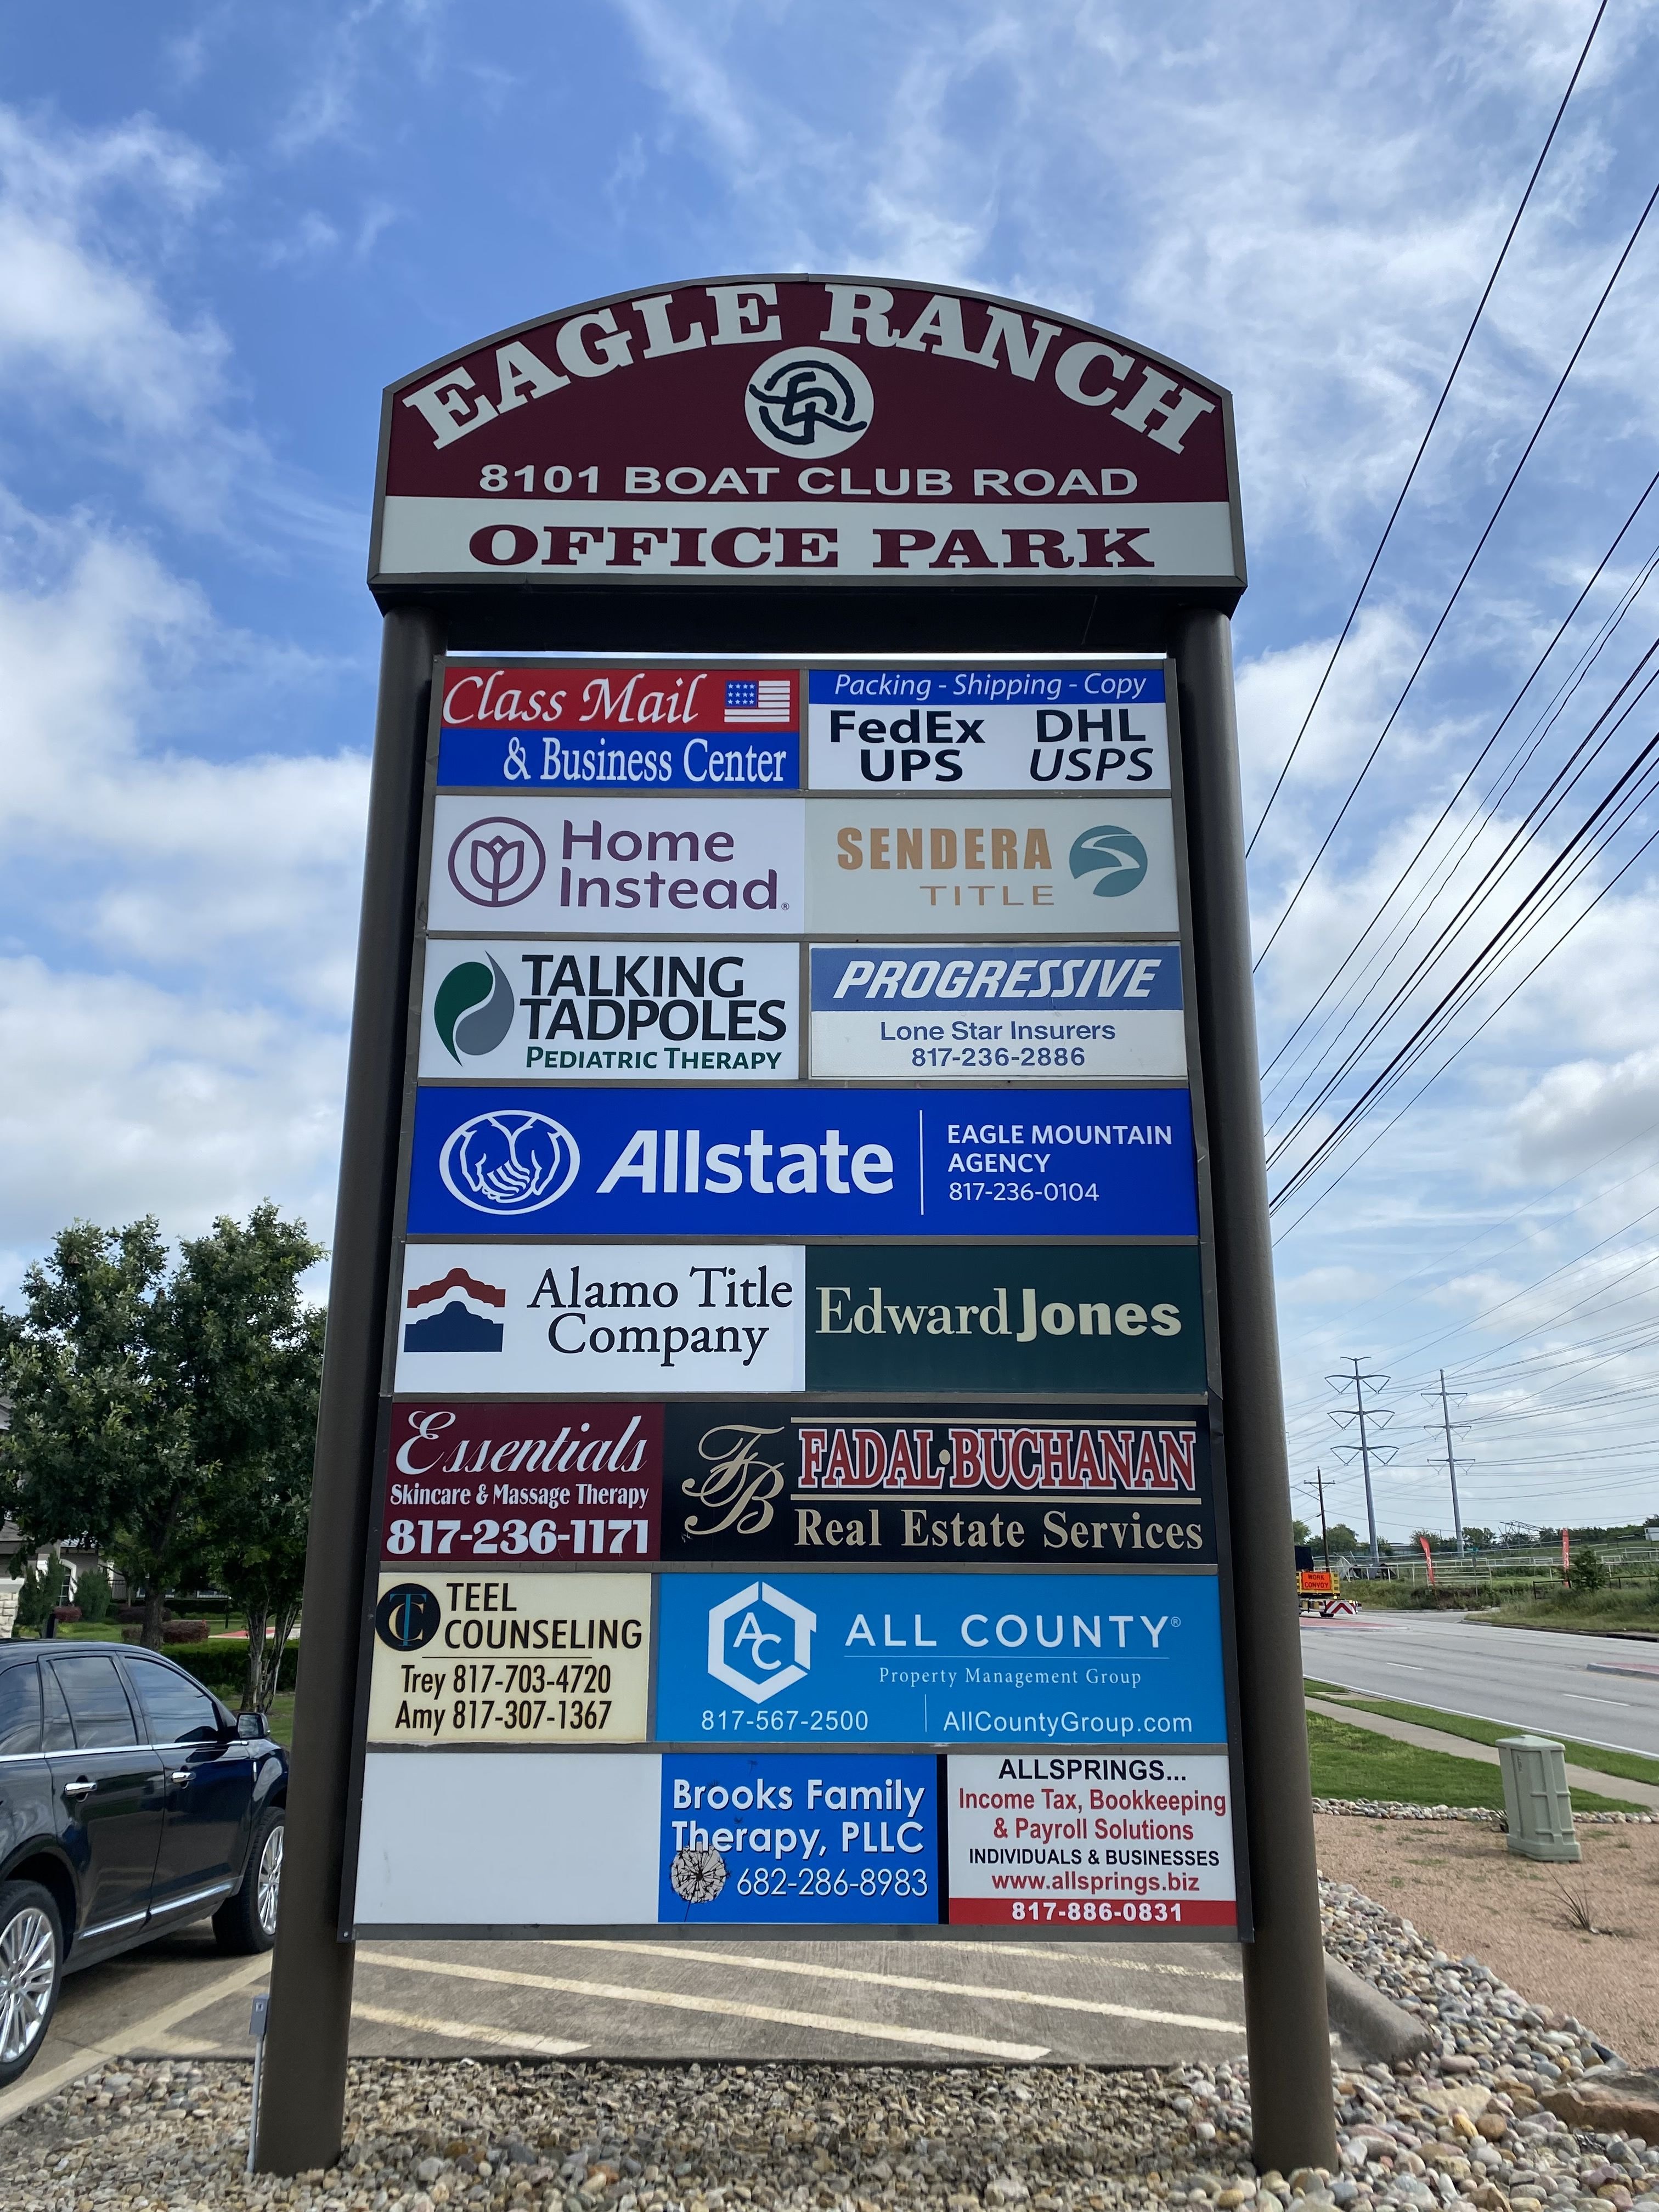 EAGLE RANCH
8101 BOAT CLUB ROAD
OFFICE PARK
Class Mail
& Business Center
Packing - Shipping - Copy
FedEx DHL
UPS USPS
Home
Instead®
SENDERA
TITLE
TALKING
TADPOLES
PEDIATRIC THERAPY
PROGRESSIVE
Lone Star Insurers
817-236-2886
Allstate
EAGLE MOUNTAIN
AGENCY
817-236-0104
Alamo Title
Company
Edward Jones
Essentials
Skincare & Massage Therapy
817-236-1171
FB
FADAL·BUCHANAN
Real Estate Services
TC
TEEL
COUNSELING
Trey 817-703-4720
Amy 817-307-1367
AC
ALL COUNTY®
Property Management Group
817-567-2500
AllCountyGroup.com
Brooks Family
Therapy, PLLC
682-286-8983
ALLSPRINGS...
Income Tax, Bookkeeping
& Payroll Solutions
INDIVIDUALS & BUSINESSES
www.allsprings.biz
817-886-0831
WORK
CONVOY